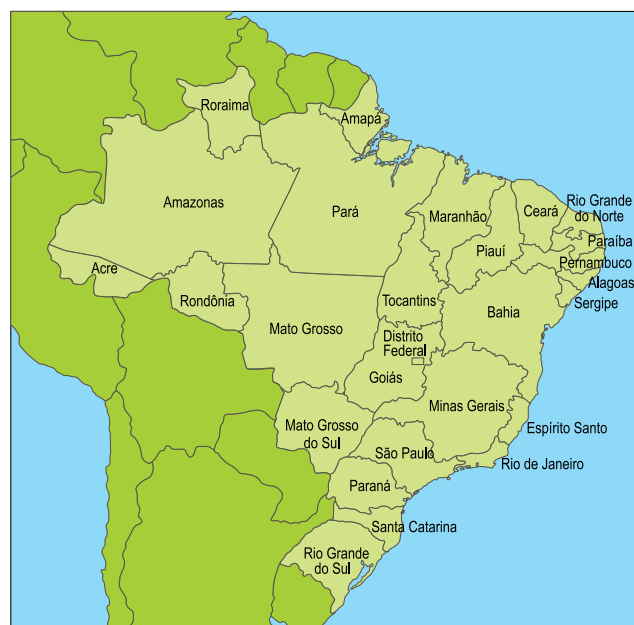 Roraima
Amapá
Amazonas
Pará
Maranhão
Ceará
Rio Grande
do Norte
Paraíba
Piauí
Pernambuco
Acre
Alagoas
Rondônia
Tocantins
Sergipe
Bahia
Mato Grosso
Distrito
Federal
Goiás
Minas Gerais
Mato Grosso
do Sul
Espírito Santo
São Paulo
Rio de Janeiro
Paraná
Santa Catarina
Rio Grande
do Sul